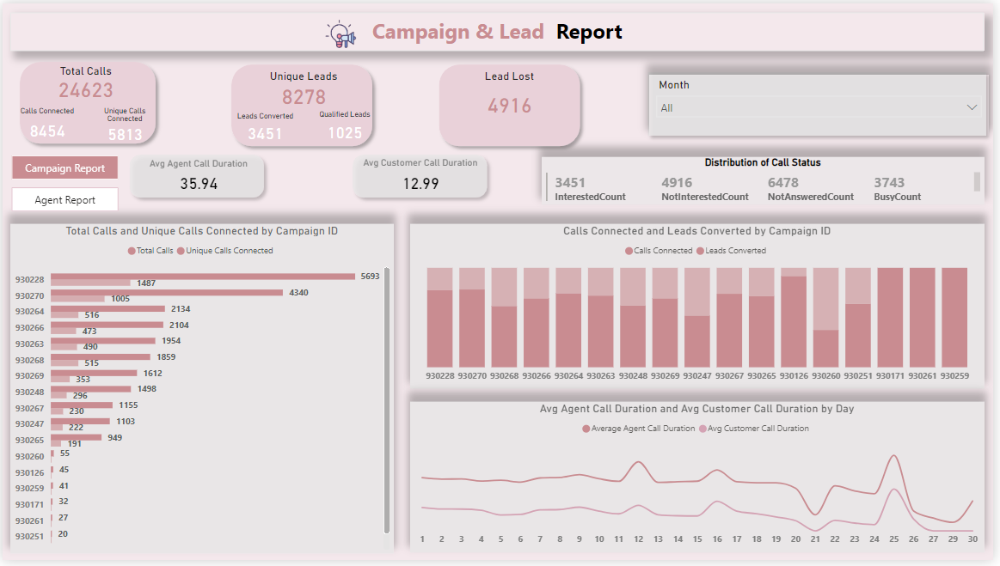 Campaign & Lead Report
Total Calls
24623
Calls Connected
8454
Unique Calls
Connected
5813
Unique Leads
8278
Leads Converted
3451
Qualified Leads
1025
Lead Lost
4916
Month
All
Campaign Report
Agent Report
Avg Agent Call Duration
35.94
Avg Customer Call Duration
12.99
Distribution of Call Status
3451
InterestedCount
4916
NotInterestedCount
6478
NotAnsweredCount
3743
BusyCount
Total Calls and Unique Calls Connected by Campaign ID
Total Calls Unique Calls Connected
930228 5693
1487
930270 4340
1005
930264 2134
516
930266 2104
473
930263 1954
490
930268 1859
515
930269 1612
353
930248 1498
296
930267 1155
230
930247 1103
222
930265 949
191
930260 55
930126 45
930259 41
930171 32
930261 27
930251 20
Calls Connected and Leads Converted by Campaign ID
Calls Connected Leads Converted
930228 930270 930268 930266 930264 930263 930248 930269 930247 930267 930265 930126 930260 930251 930171 930261 930259
Avg Agent Call Duration and Avg Customer Call Duration by Day
Average Agent Call Duration Avg Customer Call Duration
1 2 3 4 5 6 7 8 9 10 11 12 13 14 15 16 17 18 19 20 21 22 23 24 25 26 27 29 30